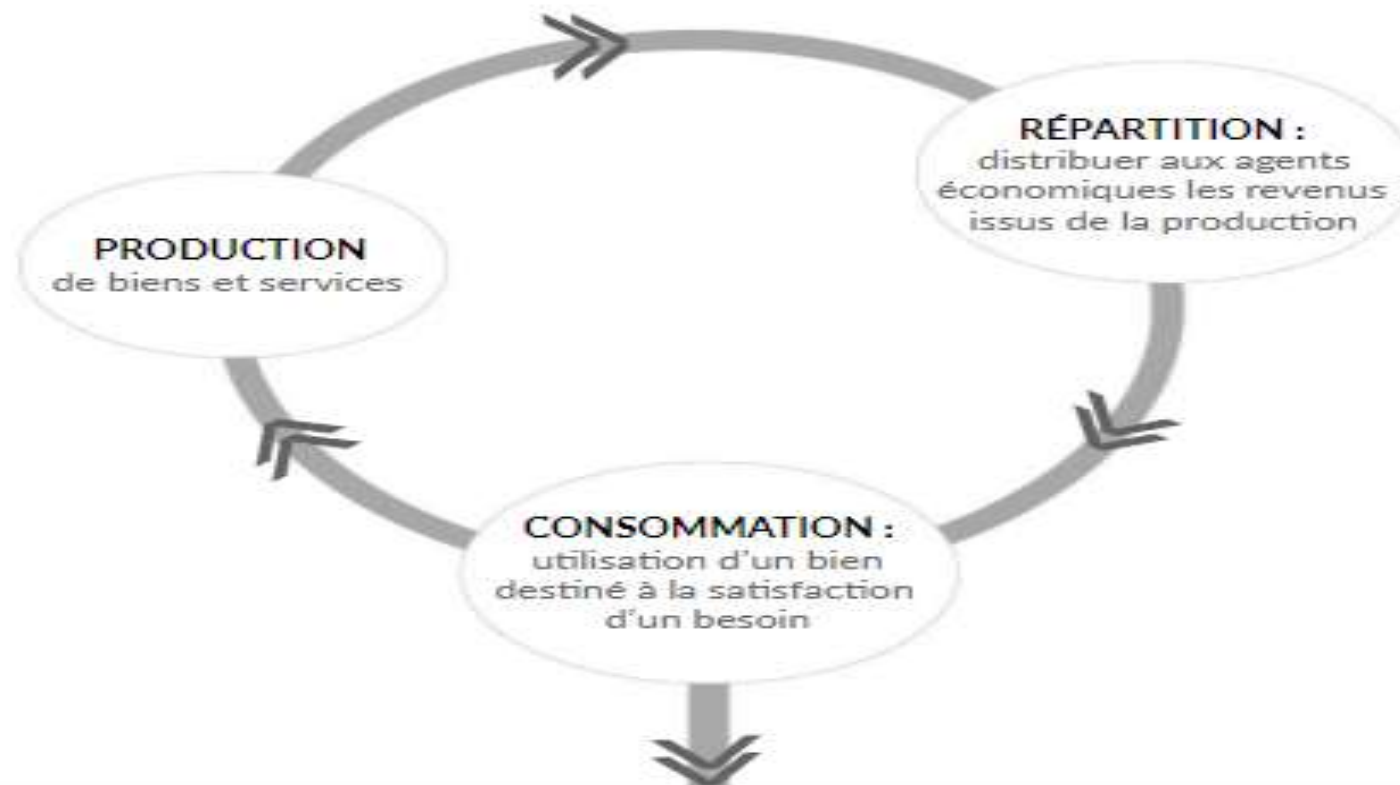 PRODUCTION
de biens et services
RÉPARTITION :
distribuer aux agents
économiques les revenus
issus de la production
CONSOMMATION :
utilisation d'un bien
destiné à la satisfaction
d'un besoin